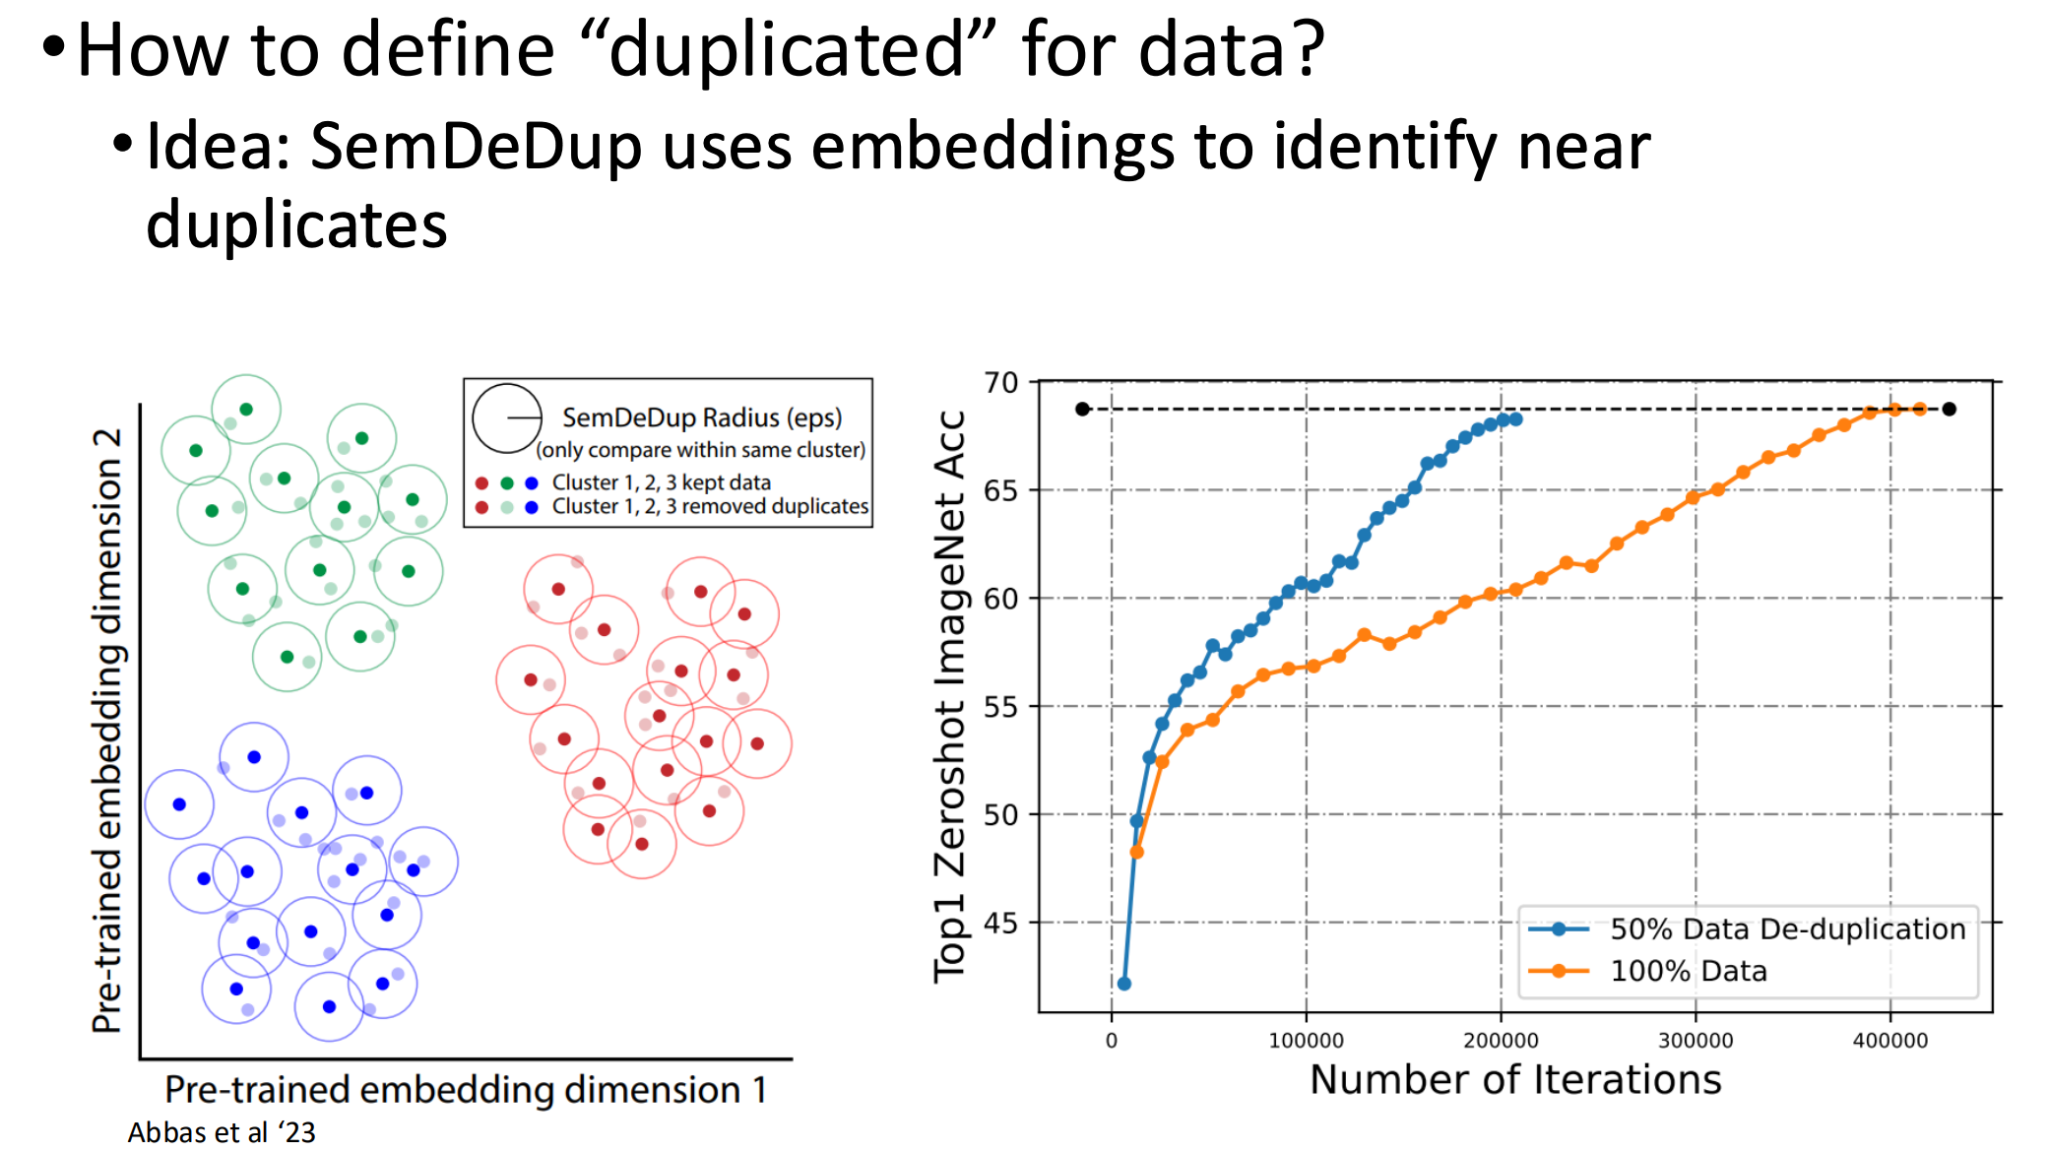 •How to define “duplicated” for data?
•Idea: SemDeDup uses embeddings to identify near
duplicates
SemDeDup Radius (eps)
(only compare within same cluster)
Cluster 1, 2, 3 kept data
Cluster 1, 2, 3 removed duplicates
Pre-trained embedding dimension 2
Pre-trained embedding dimension 1
Abbas et al ‘23
Top1 Zeroshot ImageNet Acc
70
65
60
55
50
45
50% Data De-duplication
100% Data
0 100000 200000 300000 400000
Number of Iterations